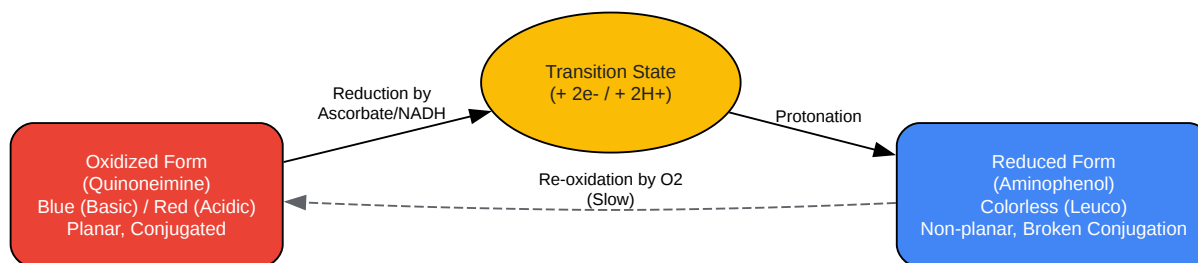 Transition State
(+ 2e- / + 2H+)
Reduction by
Ascorbate/NADH
Protonation
Oxidized Form
(Quinoneimine)
Blue (Basic) / Red (Acidic)
Planar, Conjugated
Re-oxidation by O2
(Slow)
Reduced Form
(Aminophenol)
Colorless (Leuco)
Non-planar, Broken Conjugation